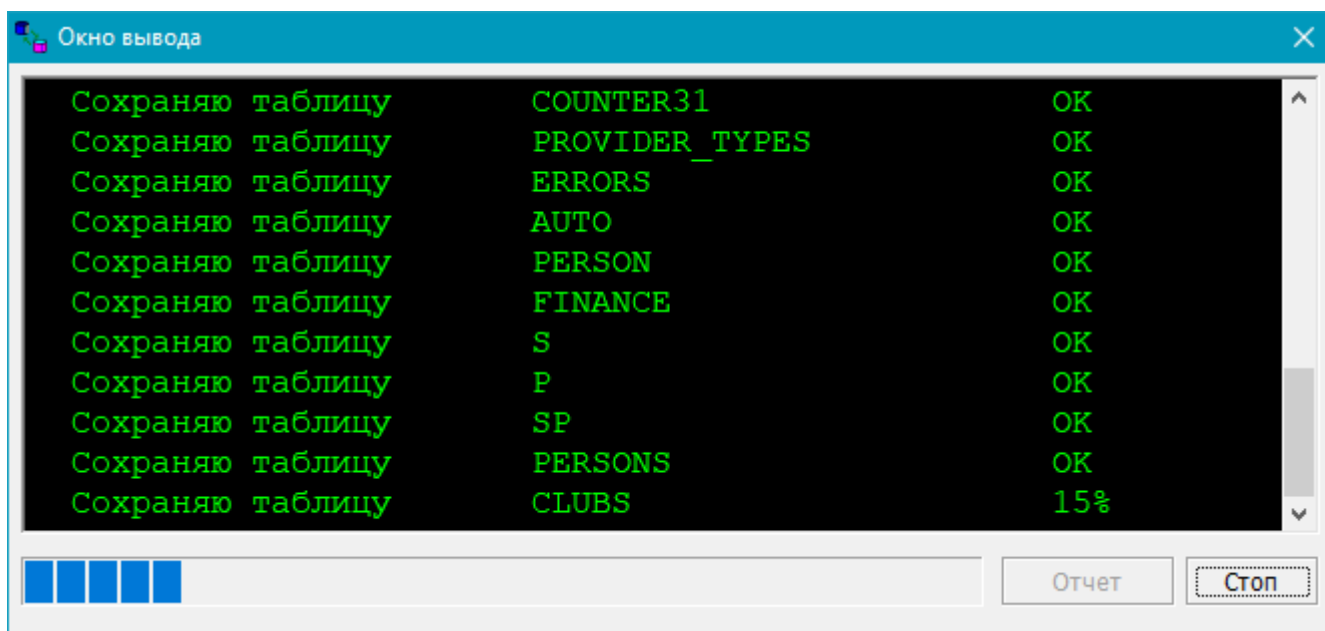 Окно вывода
Сохраняю таблицу COUNTER31 OK
Сохраняю таблицу PROVIDER_TYPES OK
Сохраняю таблицу ERRORS OK
Сохраняю таблицу AUTO OK
Сохраняю таблицу PERSON OK
Сохраняю таблицу FINANCE OK
Сохраняю таблицу S OK
Сохраняю таблицу P OK
Сохраняю таблицу SP OK
Сохраняю таблицу PERSONS OK
Сохраняю таблицу CLUBS 15%
Отчет Стоп